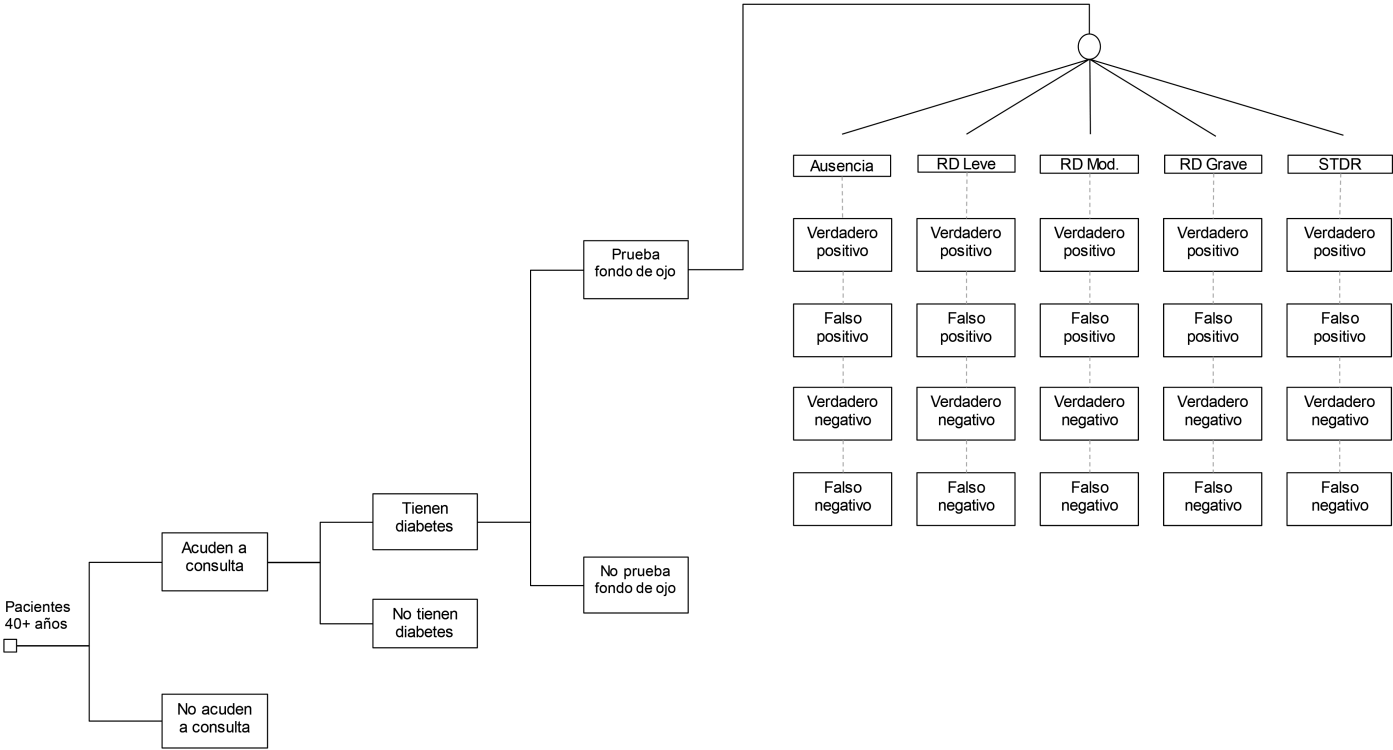 Ausencia
RD Leve
RD Mod.
RD Grave
STDR
Verdadero
positivo
Verdadero
positivo
Verdadero
positivo
Verdadero
positivo
Verdadero
positivo
Prueba
fondo de ojo
Falso
positivo
Falso
positivo
Falso
positivo
Falso
positivo
Falso
positivo
Verdadero
negativo
Verdadero
negativo
Verdadero
negativo
Verdadero
negativo
Verdadero
negativo
Falso
negativo
Falso
negativo
Falso
negativo
Falso
negativo
Falso
negativo
Tienen
diabetes
Acuden a
consulta
No prueba
fondo de ojo
Pacientes
40+ años
No tienen
diabetes
No acuden
a consulta